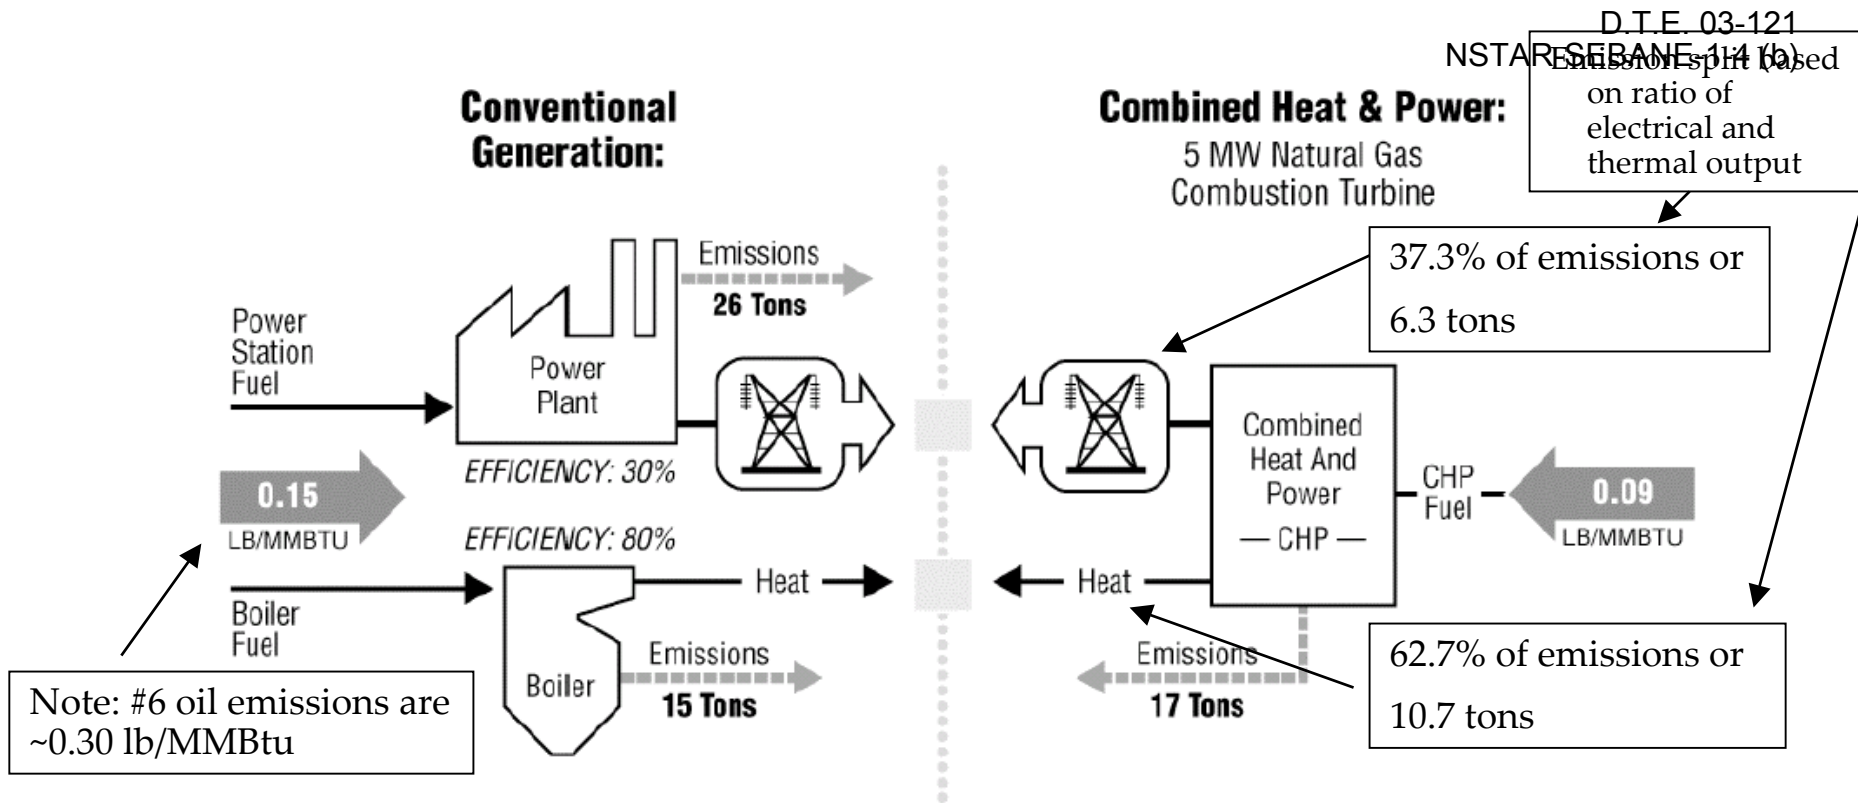 D.T.E. 03-121
NSTAR-SEBANE-1-4 (b)
Emission split based
on ratio of
electrical and
thermal output
Conventional
Generation:
Combined Heat & Power:
5 MW Natural Gas
Combustion Turbine
Emissions
26 Tons
37.3% of emissions or
6.3 tons
Power
Station
Fuel
Power
Plant
EFFICIENCY: 30%
0.15
LB/MMBTU
EFFICIENCY: 80%
Heat
Boiler
Fuel
Boiler
Emissions
15 Tons
Note: #6 oil emissions are
~0.30 lb/MMBtu
Combined
Heat And
Power
— CHP —
CHP
Fuel
0.09
LB/MMBTU
Heat
Emissions
17 Tons
62.7% of emissions or
10.7 tons